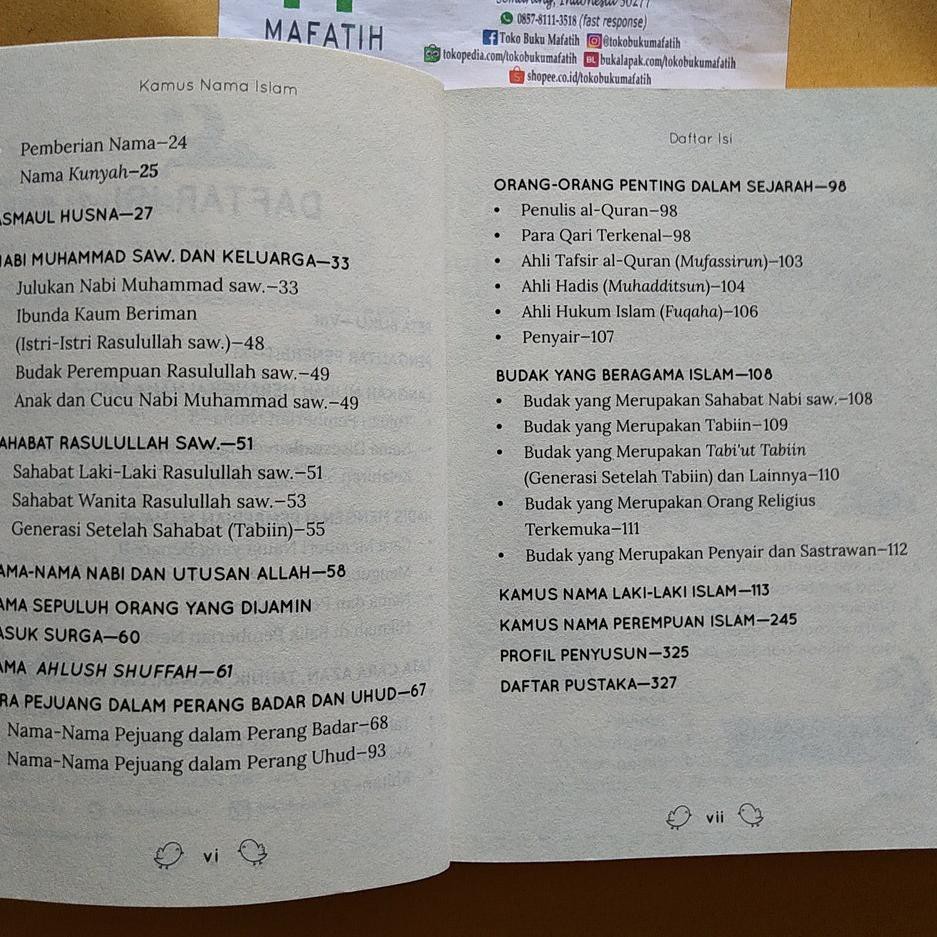 MAFATIH
0857-8111-3518 (fast response)
Toko Buku Mafatih @tokobukumafatih
tokopedia.com/tokobukumafatih BL bukalapak.com/tokobukumafatih
shopee.co.id/tokobukumafatih
Kamus Nama Islam
Pemberian Nama—24
Nama Kunyah—25
ASMAUL HUSNA—27
NABI MUHAMMAD SAW. DAN KELUARGA—33
Julukan Nabi Muhammad saw.—33
Ibunda Kaum Beriman
(Istri-Istri Rasulullah saw.)—48
Budak Perempuan Rasulullah saw.—49
Anak dan Cucu Nabi Muhammad saw.—49
AHABAT RASULULLAH SAW.—51
Sahabat Laki-Laki Rasulullah saw.—51
Sahabat Wanita Rasulullah saw.—53
Generasi Setelah Sahabat (Tabiin)—55
AMA-NAMA NABI DAN UTUSAN ALLAH—58
AMA SEPULUH ORANG YANG DIJAMIN
ASUK SURGA—60
AMA AHLUSH SHUFFAH—61
RA PEJUANG DALAM PERANG BADAR DAN UHUD—67
Nama-Nama Pejuang dalam Perang Badar—68
Nama-Nama Pejuang dalam Perang Uhud—93
vi
Daftar Isi
ORANG-ORANG PENTING DALAM SEJARAH—98
• Penulis al-Quran—98
• Para Qari Terkenal—98
• Ahli Tafsir al-Quran (Mufassirun)—103
• Ahli Hadis (Muhadditsun)—104
• Ahli Hukum Islam (Fuqaha)—106
• Penyair—107
BUDAK YANG BERAGAMA ISLAM—108
• Budak yang Merupakan Sahabat Nabi saw.—108
• Budak yang Merupakan Tabiin—109
• Budak yang Merupakan Tabi'ut Tabiin
(Generasi Setelah Tabiin) dan Lainnya—110
• Budak yang Merupakan Orang Religius
Terkemuka—111
• Budak yang Merupakan Penyair dan Sastrawan—112
KAMUS NAMA LAKI-LAKI ISLAM—113
KAMUS NAMA PEREMPUAN ISLAM—245
PROFIL PENYUSUN—325
DAFTAR PUSTAKA—327
vii